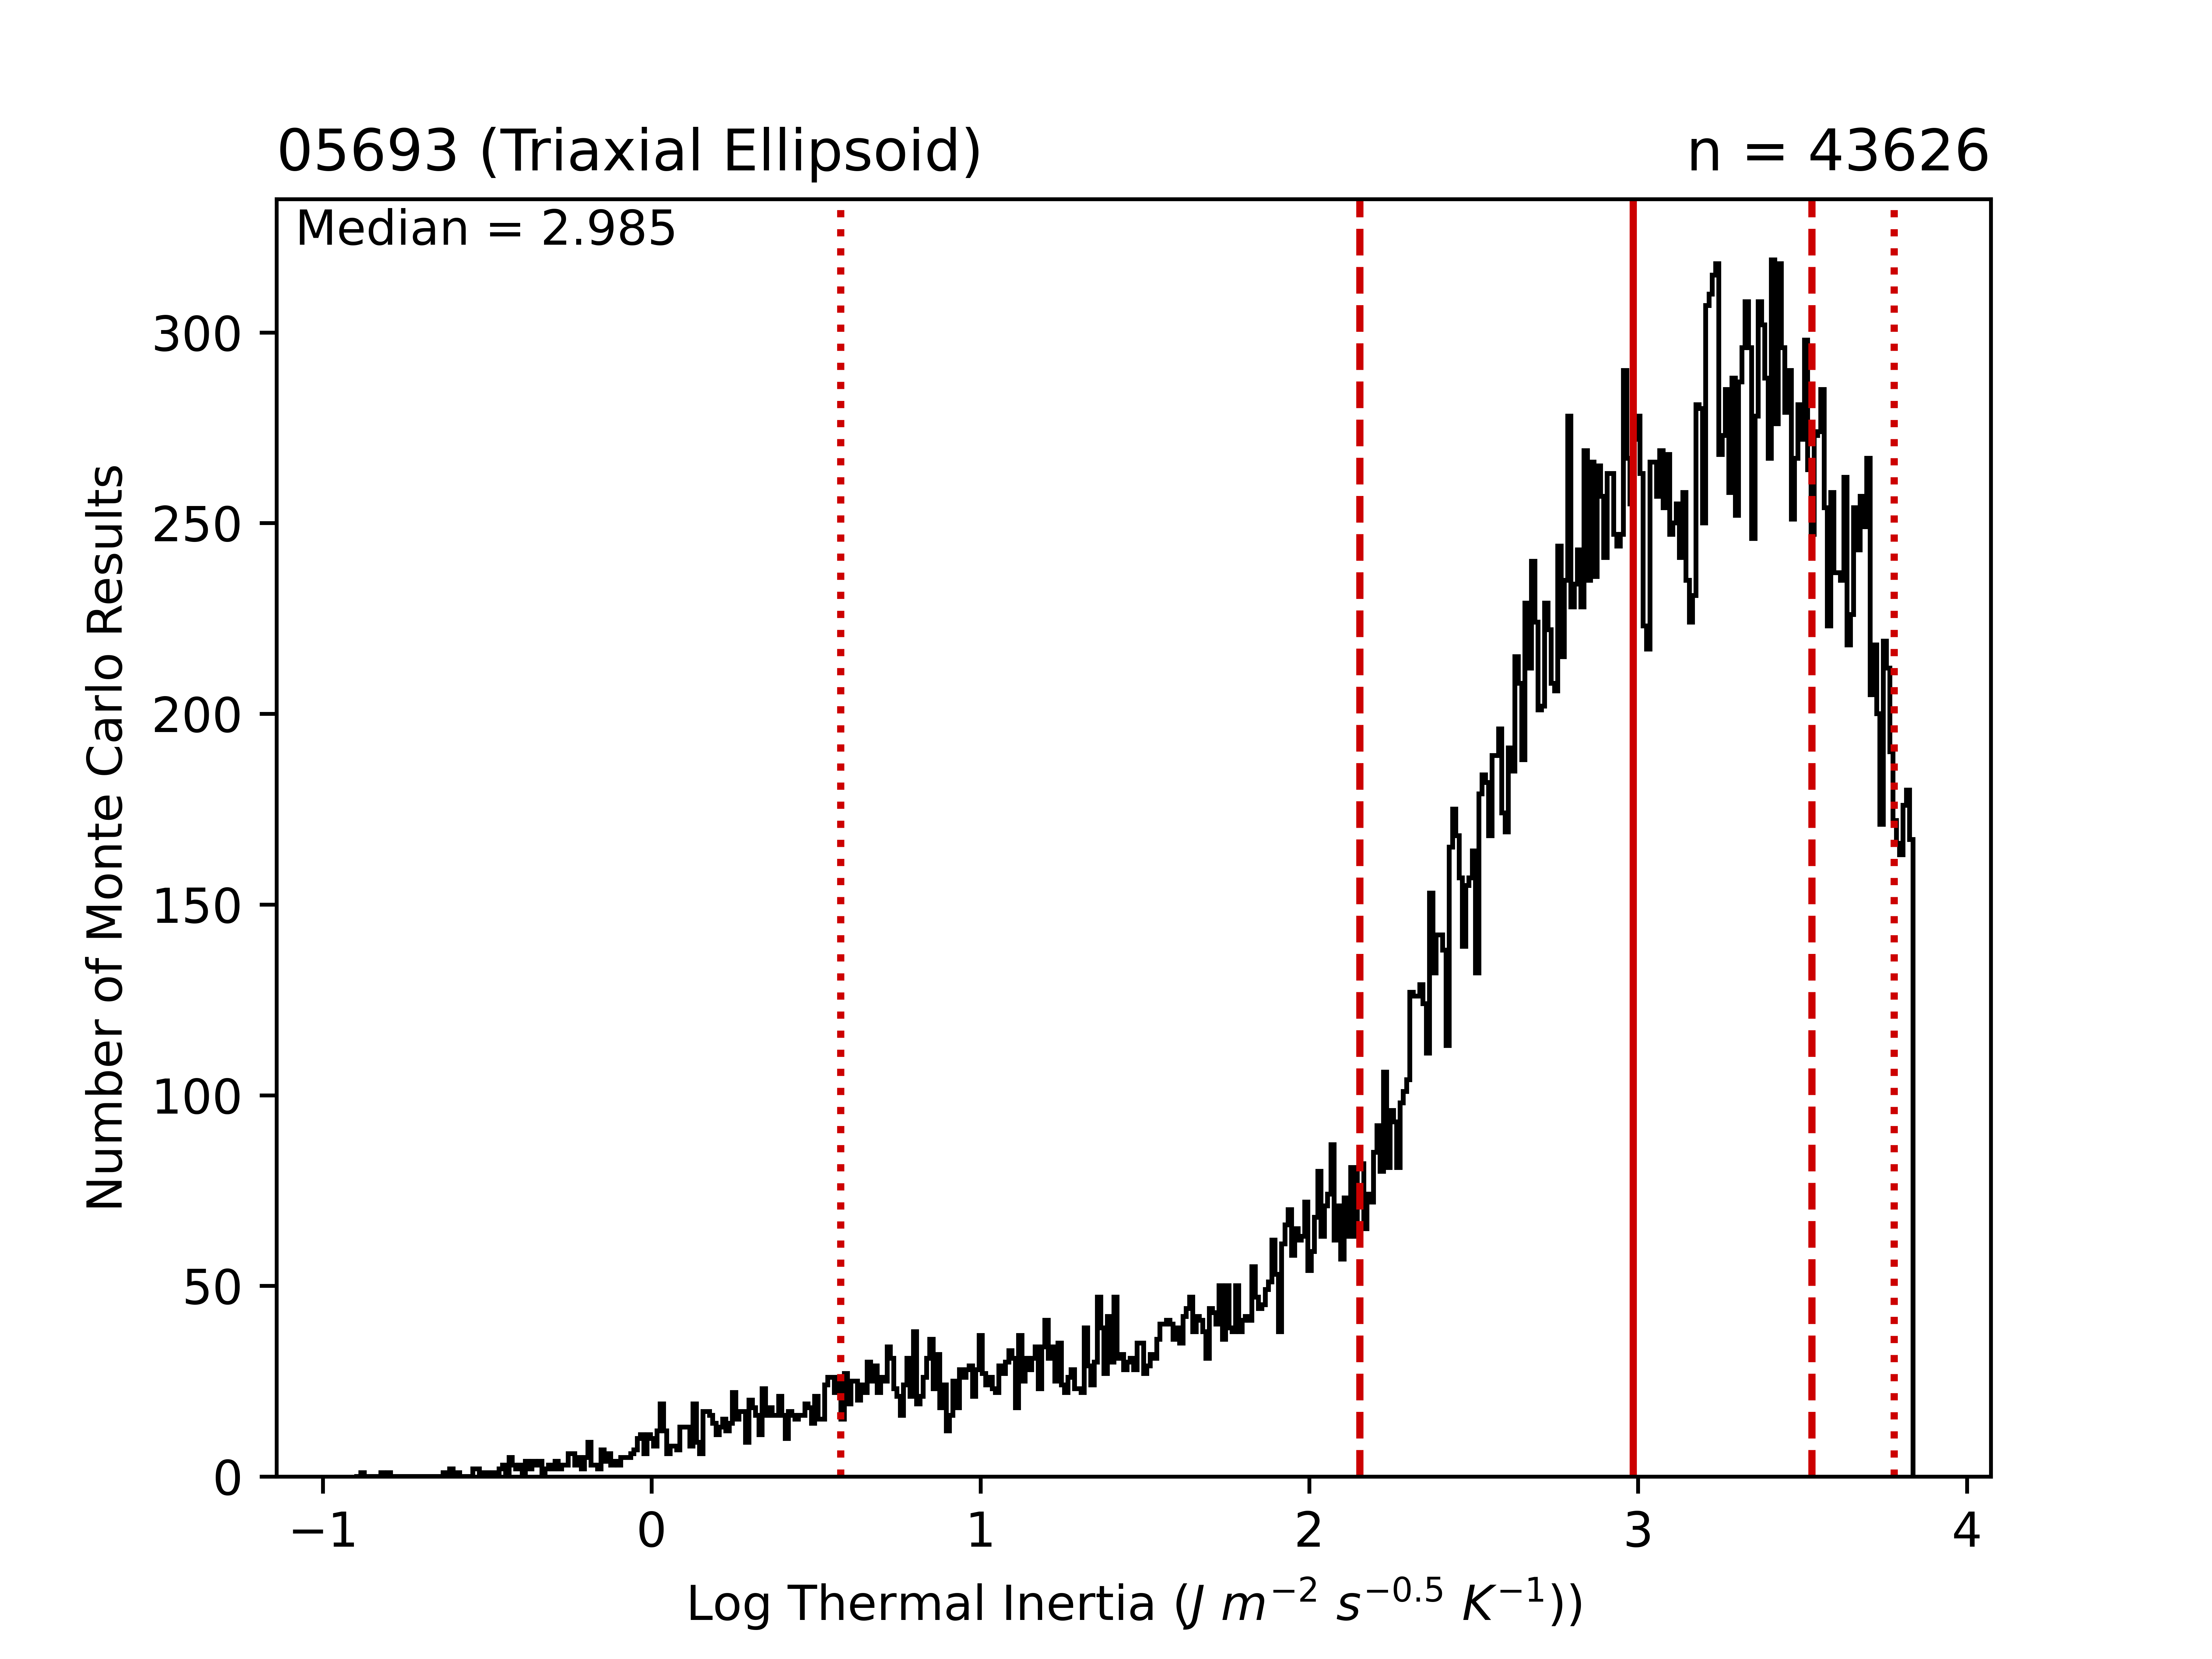 05693 (Triaxial Ellipsoid)
n = 43626
Median = 2.985
300
250
200
150
100
50
0
Number of Monte Carlo Results
−1 0 1 2 3 4
Log Thermal Inertia (J m⁻² s⁻⁰·⁵ K⁻¹))